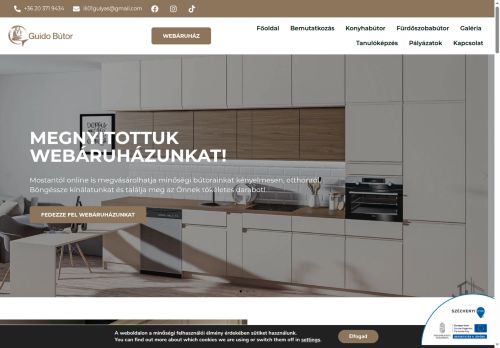 +36 20 371 9434
i601gulyas@gmail.com
Guido Bútor
WEBÁRUHÁZ
Főoldal
Bemutatkozás
Konyhabútor
Fürdőszobabútor
Galéria
Tanulóképzés
Pályázatok
Kapcsolat
MEGNYITOTTUK
WEBÁRUHÁZUNKAT!
Mostantól online is megvásárolhatja minőségi bútorainkat kényelmesen, otthonról!
Böngéssze kínálatunkat és találja meg az Önnek tökéletes darabot!
FEDEZZE FEL WEBÁRUHÁZUNKAT
SZÉCHENYI
A weboldalon a minőségi felhasználói élmény érdekében sütiket használunk.
You can find out more about which cookies we are using or switch them off in settings.
Elfogad